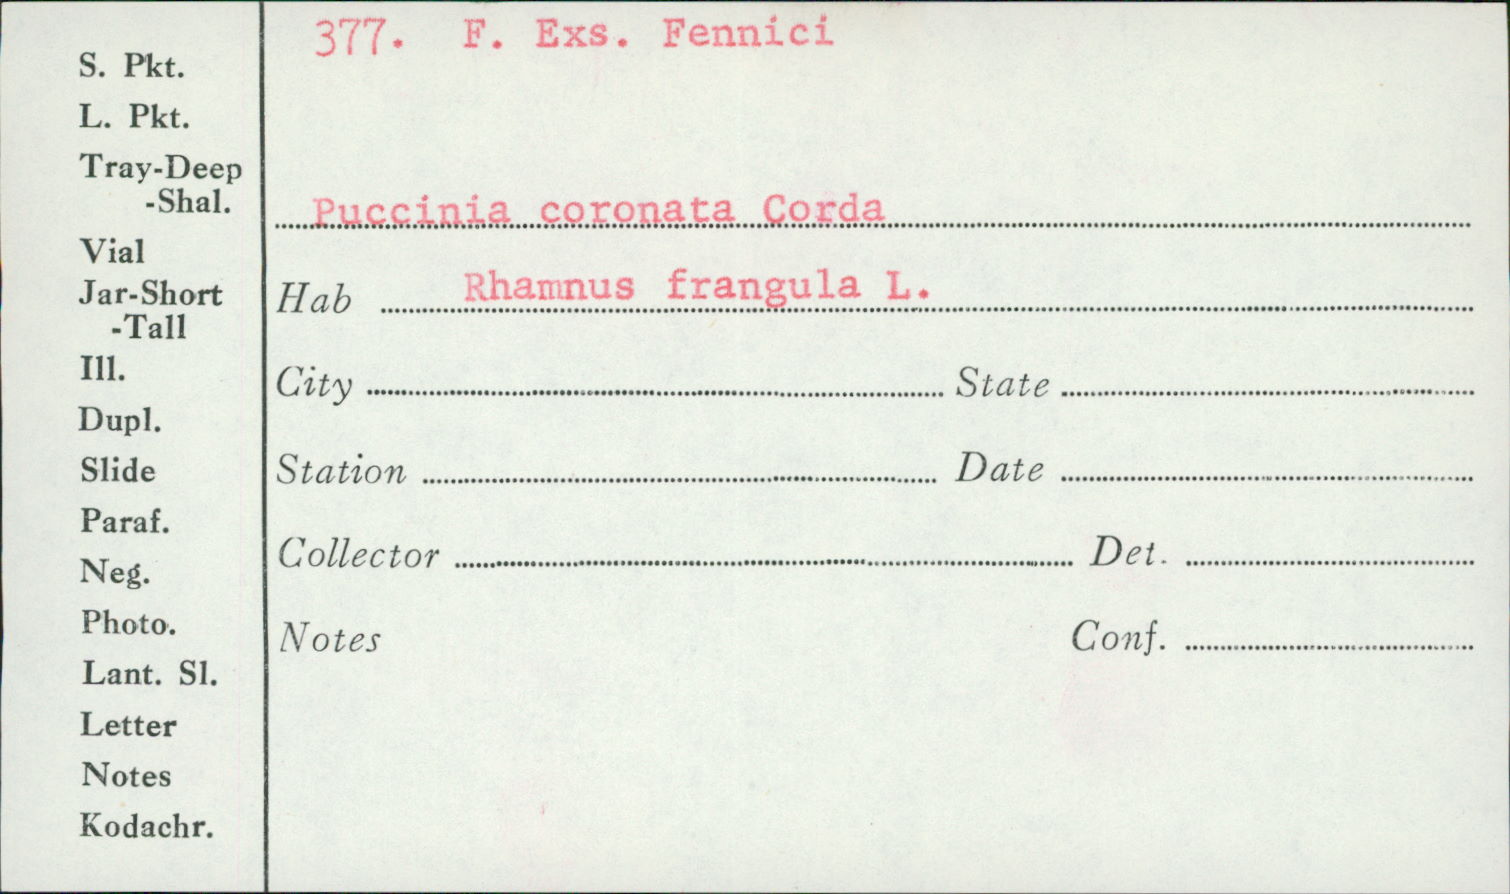 377. F. Exs. Fennici
S. Pkt.
L. Pkt.
Tray-Deep
-Shal.
Vial
Jar-Short
-Tall
Ill.
Dupl.
Slide
Paraf.
Neg.
Photo.
Lant. Sl.
Letter
Notes
Kodachr.
Puccinia coronata Corda
Hab Rhamnus frangula L.
City State
Station Date
Collector Det.
Notes Conf.